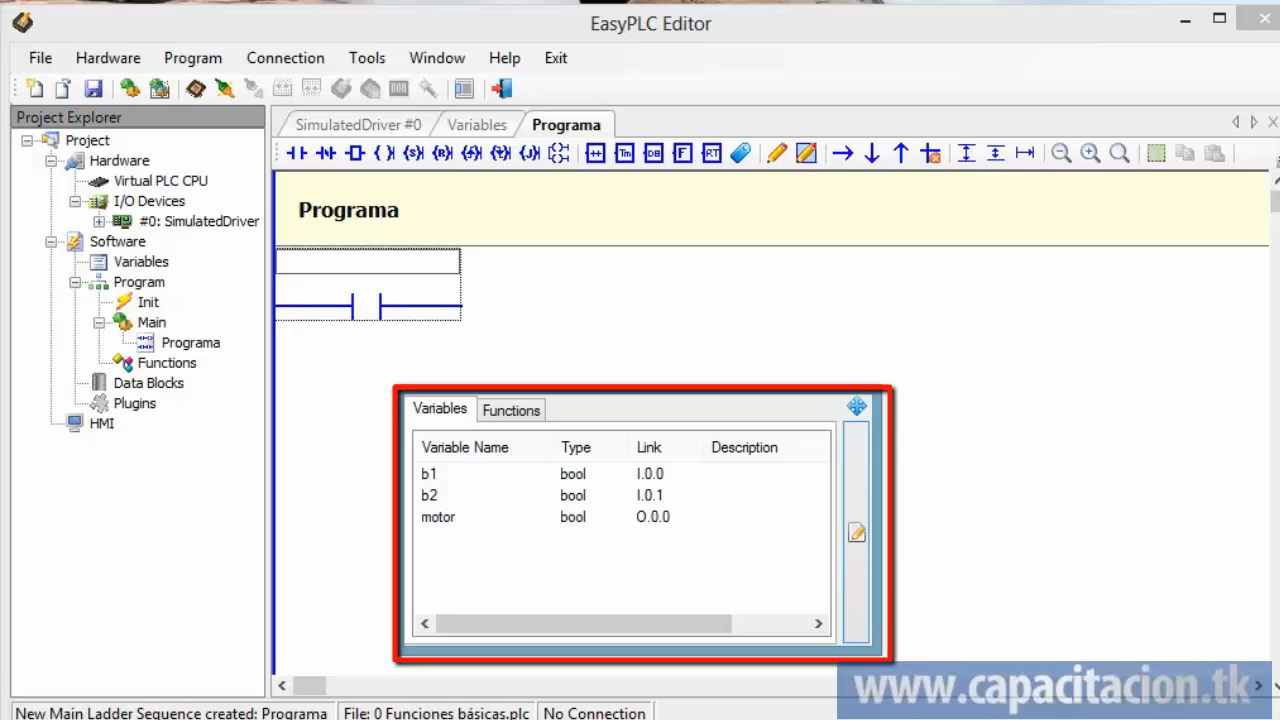 EasyPLC Editor
File Hardware Program Connection Tools Window Help Exit
Project Explorer
Project
Hardware
Virtual PLC CPU
I/O Devices
#0: SimulatedDriver
Software
Variables
Program
Init
Main
Programa
Functions
Data Blocks
Plugins
HMI
SimulatedDriver #0 Variables Programa
(S) (R) (J) Tm DB F RT
Programa
Variables Functions
Variable Name Type Link Description
b1 bool I.0.0
b2 bool I.0.1
motor bool O.0.0
www.capacitacion.tk
New Main Ladder Sequence created: Programa File: 0 Funciones básicas.plc No Connection